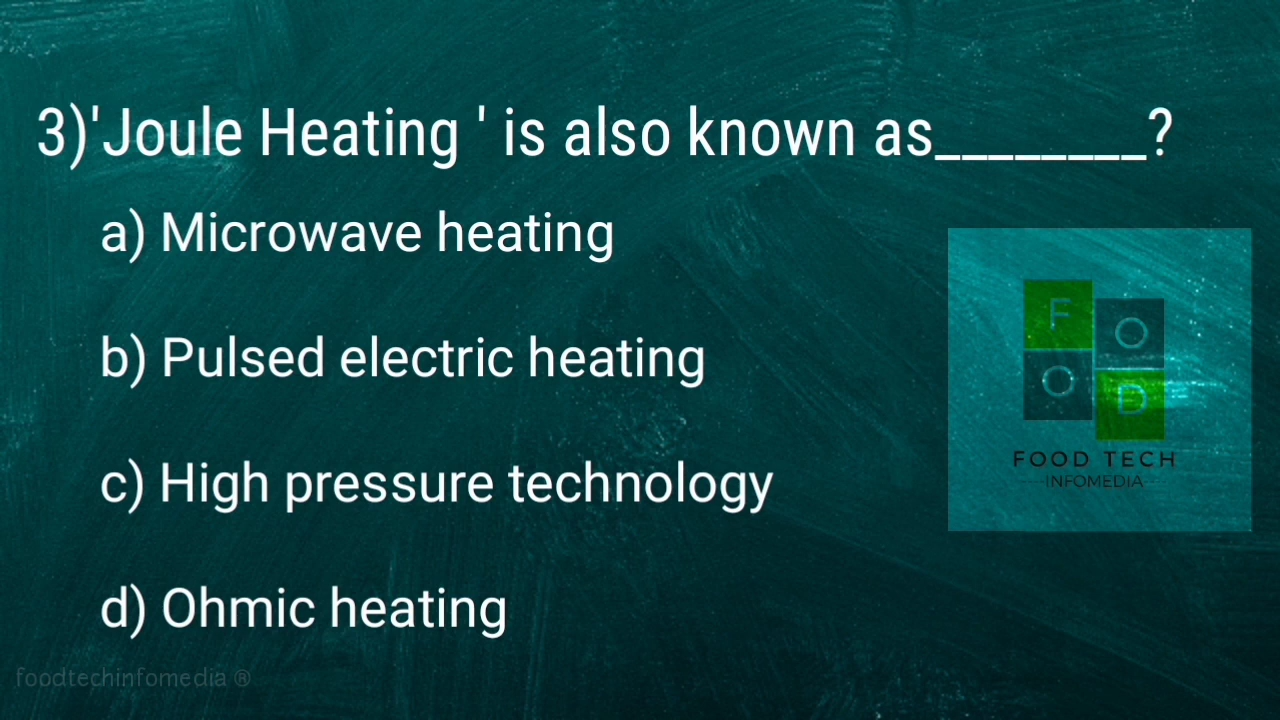 3)'Joule Heating ' is also known as________?
a) Microwave heating
b) Pulsed electric heating
c) High pressure technology
d) Ohmic heating
F
O
O
D
FOOD TECH
INFOMEDIA
foodtechinfomedia ®